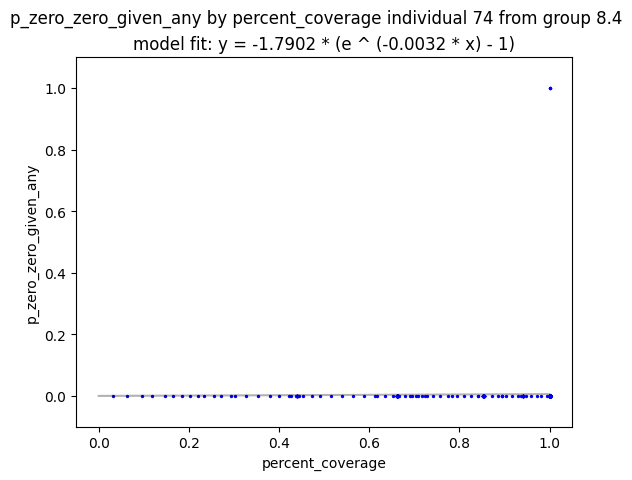 p_zero_zero_given_any by percent_coverage individual 74 from group 8.4
model fit: y = -1.7902 * (e ^ (-0.0032 * x) - 1)
1.0
0.8
0.6
0.4
0.2
0.0
p_zero_zero_given_any
0.0 0.2 0.4 0.6 0.8 1.0
percent_coverage